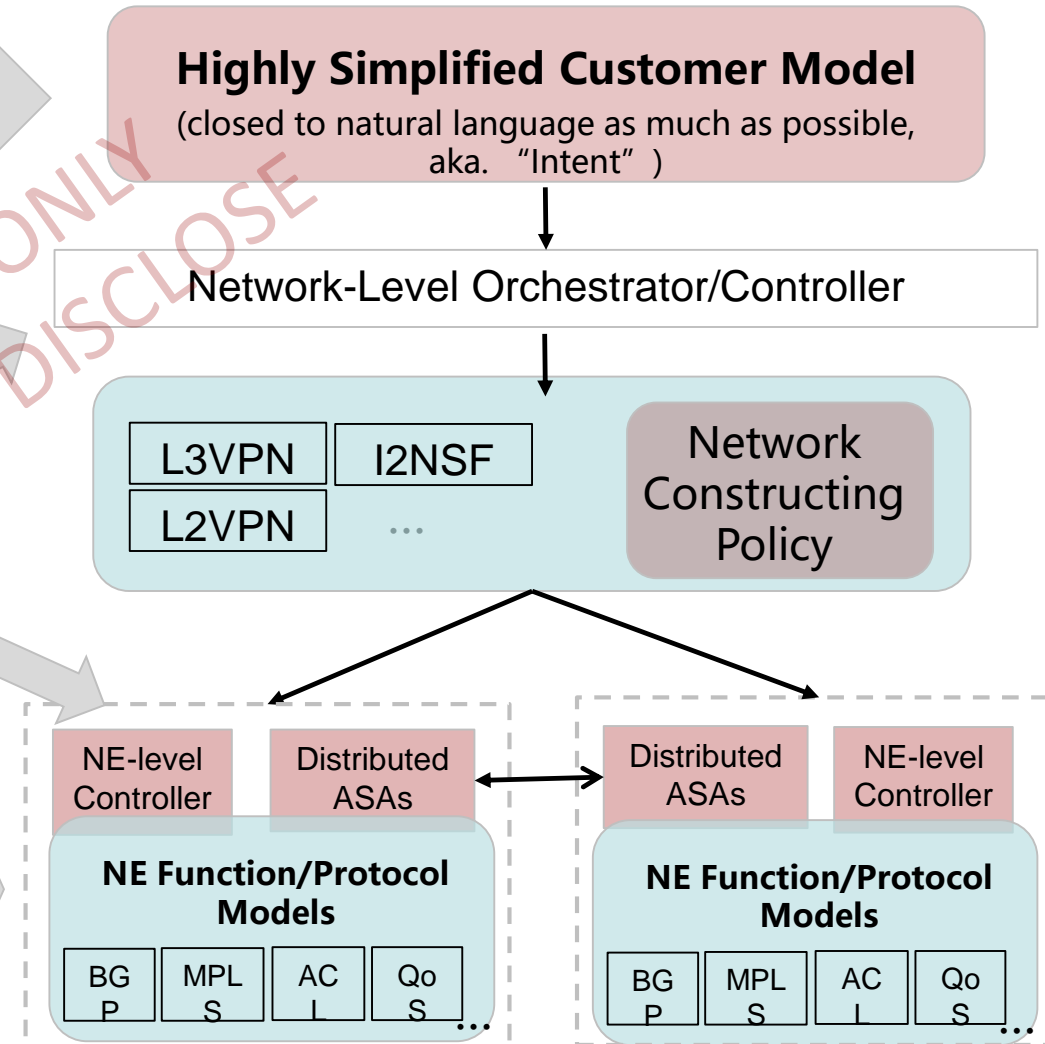 Highly Simplified Customer Model
(closed to natural language as much as possible,
aka. “Intent” )
ONLY
DISCLOSE
Network-Level Orchestrator/Controller
L3VPN
I2NSF
L2VPN
...
Network
Constructing
Policy
NE-level
Controller
Distributed
ASAs
Distributed
ASAs
NE-level
Controller
NE Function/Protocol
Models
BG
P
MPL
S
AC
L
Qo
S
...
NE Function/Protocol
Models
BG
P
MPL
S
AC
L
Qo
S
...